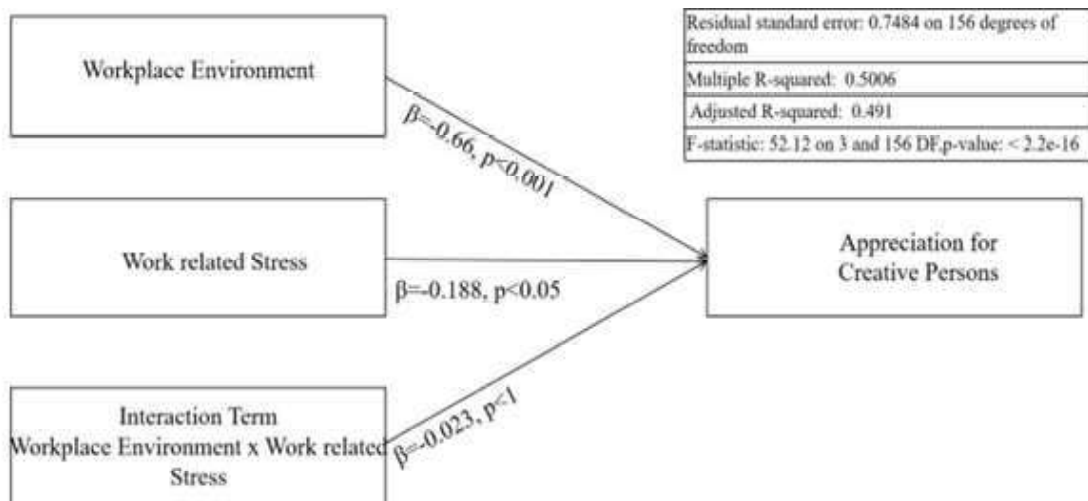 Workplace Environment
Residual standard error: 0.7484 on 156 degrees of
freedom
Multiple R-squared: 0.5006
Adjusted R-squared: 0.491
F-statistic: 52.12 on 3 and 156 DF,p-value: < 2.2e-16
β=-0.66, p<0.001
Work related Stress
β=-0.188, p<0.05
Appreciation for
Creative Persons
Interaction Term
Workplace Environment x Work related
Stress
β=-0.023, p<1